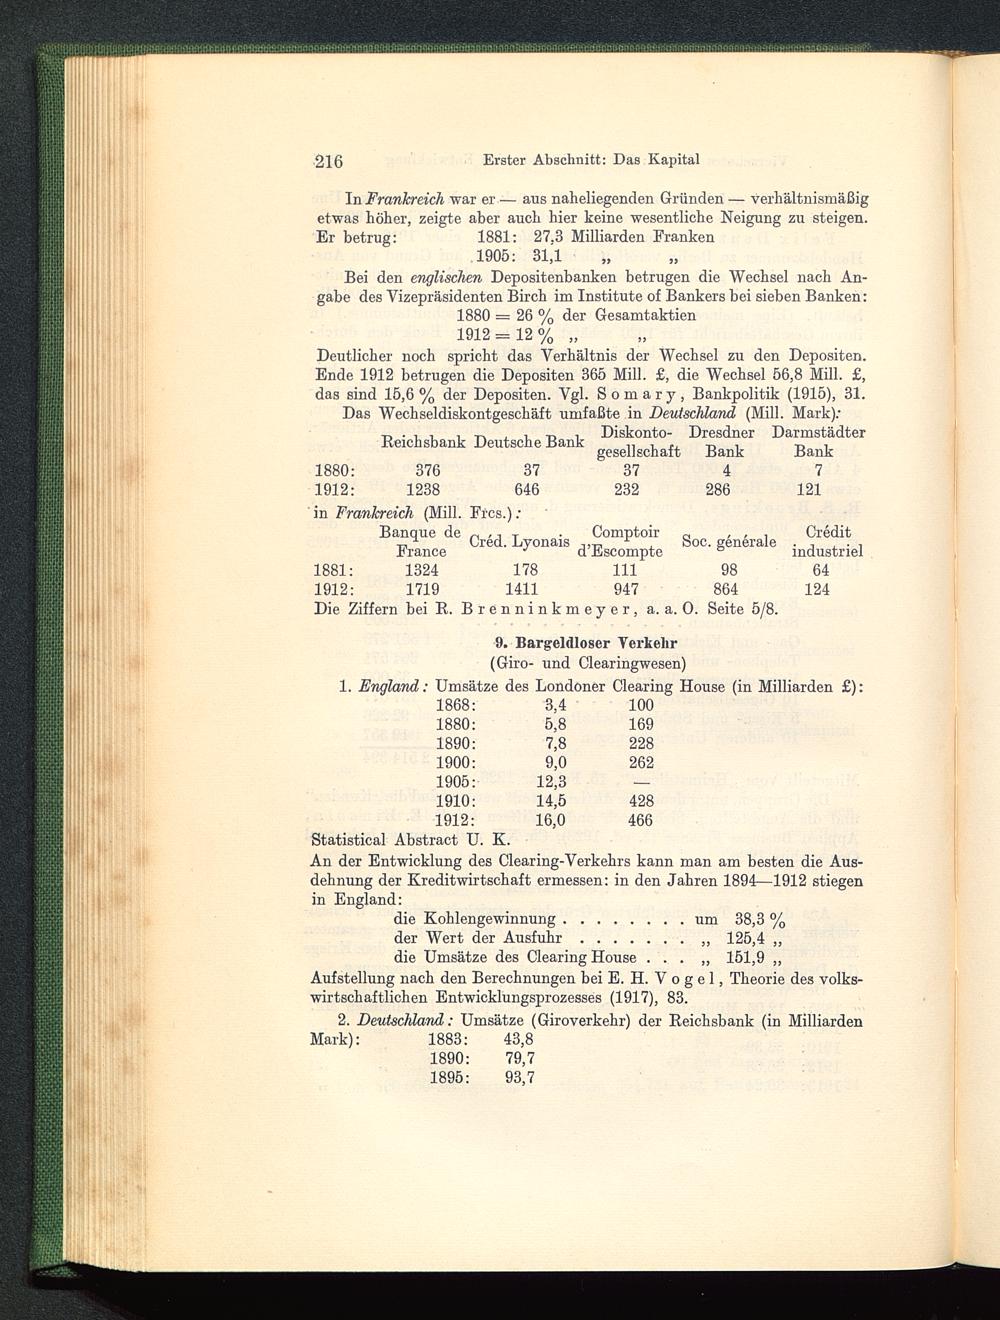 216 Erster Abschnitt: Das Kapital
In Frankreich war er — aus naheliegenden Gründen — verhältnismäßig
etwas höher, zeigte aber auch hier keine wesentliche Neigung zu steigen.
Er betrug: 1881: 27,3 Milliarden Franken
1905: 31,1 „ „
Bei den englischen Depositenbanken betrugen die Wechsel nach An-
gabe des Vizepräsidenten Birch im Institute of Bankers bei sieben Banken:
1880 = 26 % der Gesamtaktien
1912 = 12 % „ „
Deutlicher noch spricht das Verhältnis der Wechsel zu den Depositen.
Ende 1912 betrugen die Depositen 365 Mill. £, die Wechsel 56,8 Mill. £,
das sind 15,6 % der Depositen. Vgl. Somary, Bankpolitik (1915), 31.
Das Wechseldiskontgeschäft umfaßte in Deutschland (Mill. Mark):
Reichsbank Deutsche Bank Diskonto- Dresdner Darmstädter
gesellschaft Bank Bank
1880: 376 37 37 4 7
1912: 1238 646 232 286 121
in Frankreich (Mill. Frcs.):
Banque de Créd. Lyonais Comptoir Soc. générale Crédit
France d'Escompte industriel
1881: 1324 178 111 98 64
1912: 1719 1411 947 864 124
Die Ziffern bei R. Brenninkmeyer, a. a. O. Seite 5/8.
9. Bargeldloser Verkehr
(Giro- und Clearingwesen)
1. England: Umsätze des Londoner Clearing House (in Milliarden £):
1868: 3,4 100
1880: 5,8 169
1890: 7,8 228
1900: 9,0 262
1905: 12,3 —
1910: 14,5 428
1912: 16,0 466
Statistical Abstract U. K.
An der Entwicklung des Clearing-Verkehrs kann man am besten die Aus-
dehnung der Kreditwirtschaft ermessen: in den Jahren 1894—1912 stiegen
in England:
die Kohlengewinnung . . . . . . . um 38,3 %
der Wert der Ausfuhr . . . . . . . „ 125,4 „
die Umsätze des Clearing House . . . „ 151,9 „
Aufstellung nach den Berechnungen bei E. H. Vogel, Theorie des volks-
wirtschaftlichen Entwicklungsprozesses (1917), 83.
2. Deutschland: Umsätze (Giroverkehr) der Reichsbank (in Milliarden
Mark): 1883: 43,8
1890: 79,7
1895: 93,7